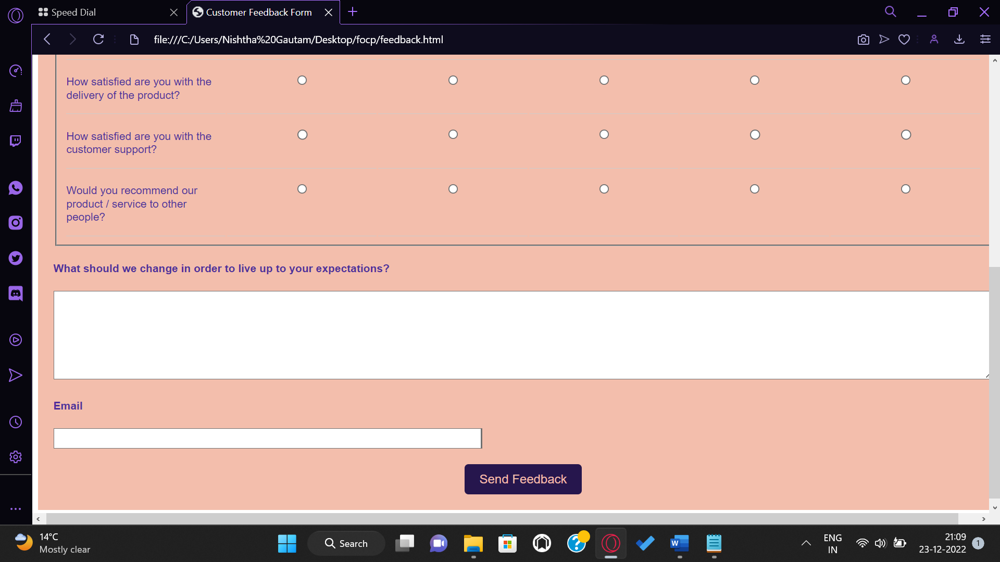 Speed Dial
Customer Feedback Form
file:///C:/Users/Nishtha%20Gautam/Desktop/focp/feedback.html
How satisfied are you with the
delivery of the product?
How satisfied are you with the
customer support?
Would you recommend our
product / service to other
people?
What should we change in order to live up to your expectations?
Email
Send Feedback
14°C
Mostly clear
Search
W
ENG
IN
21:09
23-12-2022
1